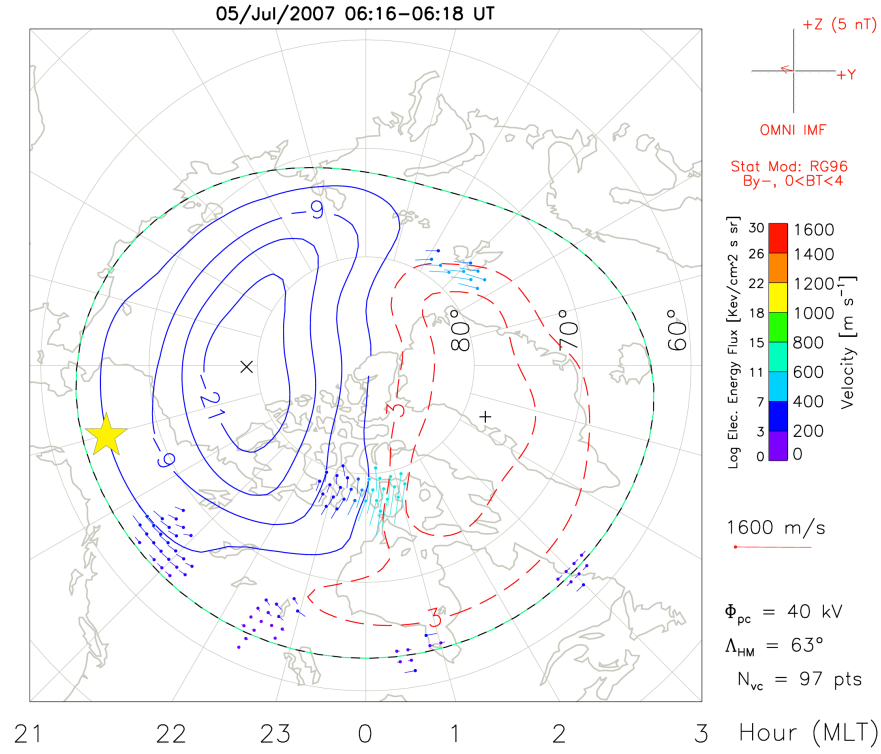 05/Jul/2007 06:16-06:18 UT
+Z (5 nT)
+Y
OMNI IMF
Stat Mod: RG96
By-, 0<BT<4
Log Elec. Energy Flux [Kev/cm-2 s sr]
30
26
22
18
15
11
7
3
0
1600
1400
1200
1000
800
600
400
200
0
Velocity [m s⁻¹]
1600 m/s
Φpc = 40 kV
ΛHM = 63°
Nvc = 97 pts
-9
-21
-9
3
3
80°
70°
60°
21 22 23 0 1 2 3 Hour (MLT)